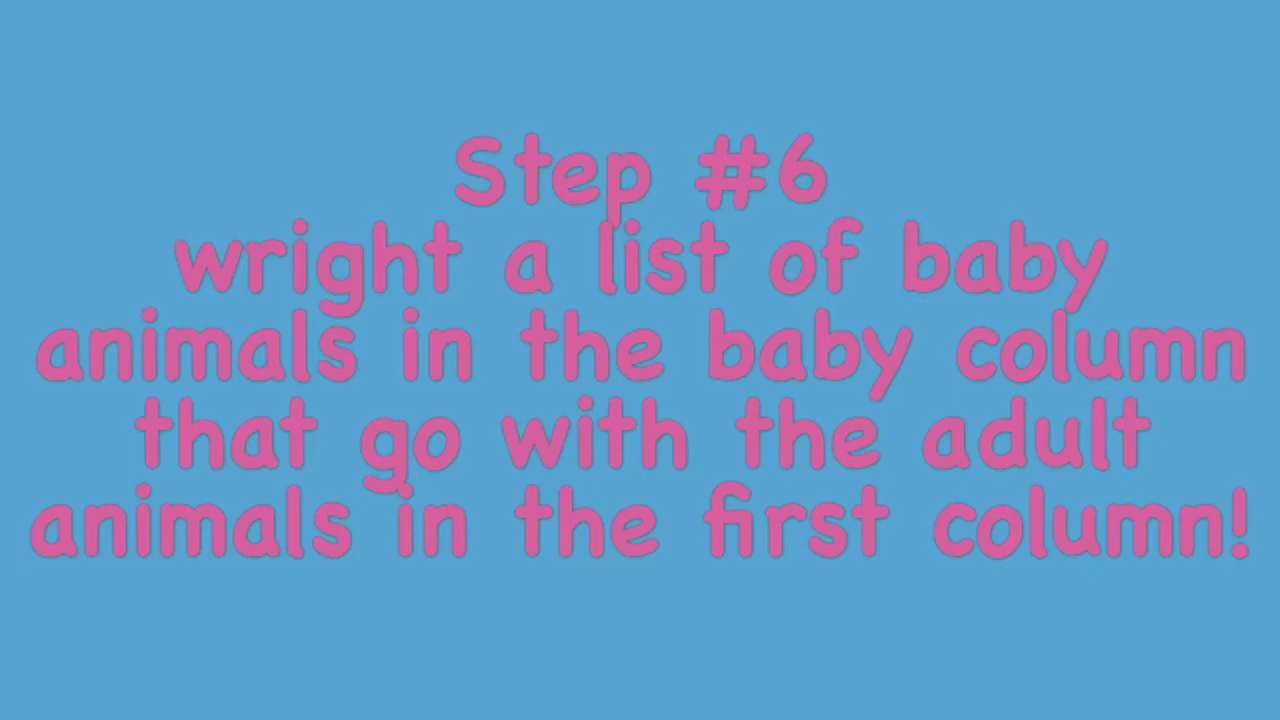 Step #6
wright a list of baby
animals in the baby column
that go with the adult
animals in the first column!